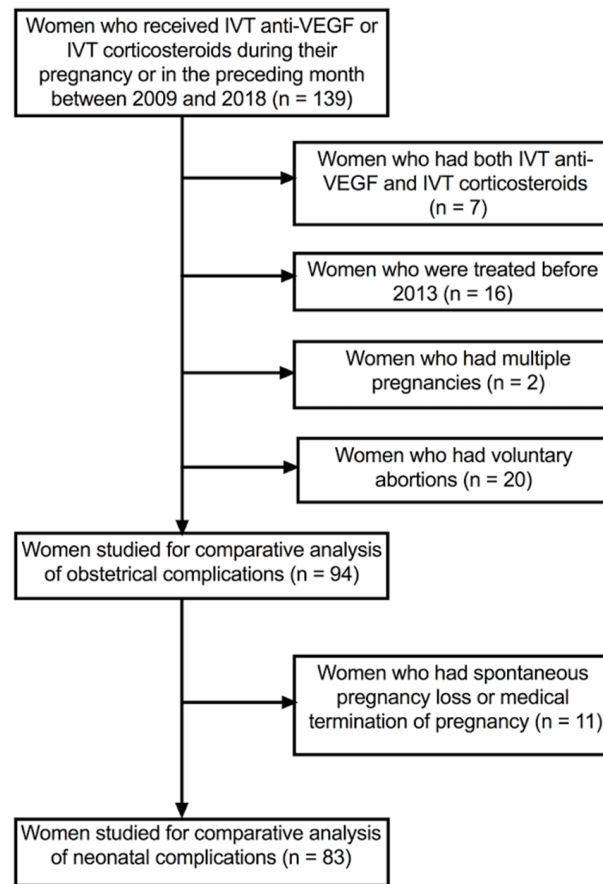 Women who received IVT anti-VEGF or
IVT corticosteroids during their
pregnancy or in the preceding month
between 2009 and 2018 (n = 139)
Women who had both IVT anti-
VEGF and IVT corticosteroids
(n = 7)
Women who were treated before
2013 (n = 16)
Women who had multiple
pregnancies (n = 2)
Women who had voluntary
abortions (n = 20)
Women studied for comparative analysis
of obstetrical complications (n = 94)
Women who had spontaneous
pregnancy loss or medical
termination of pregnancy (n = 11)
Women studied for comparative analysis
of neonatal complications (n = 83)